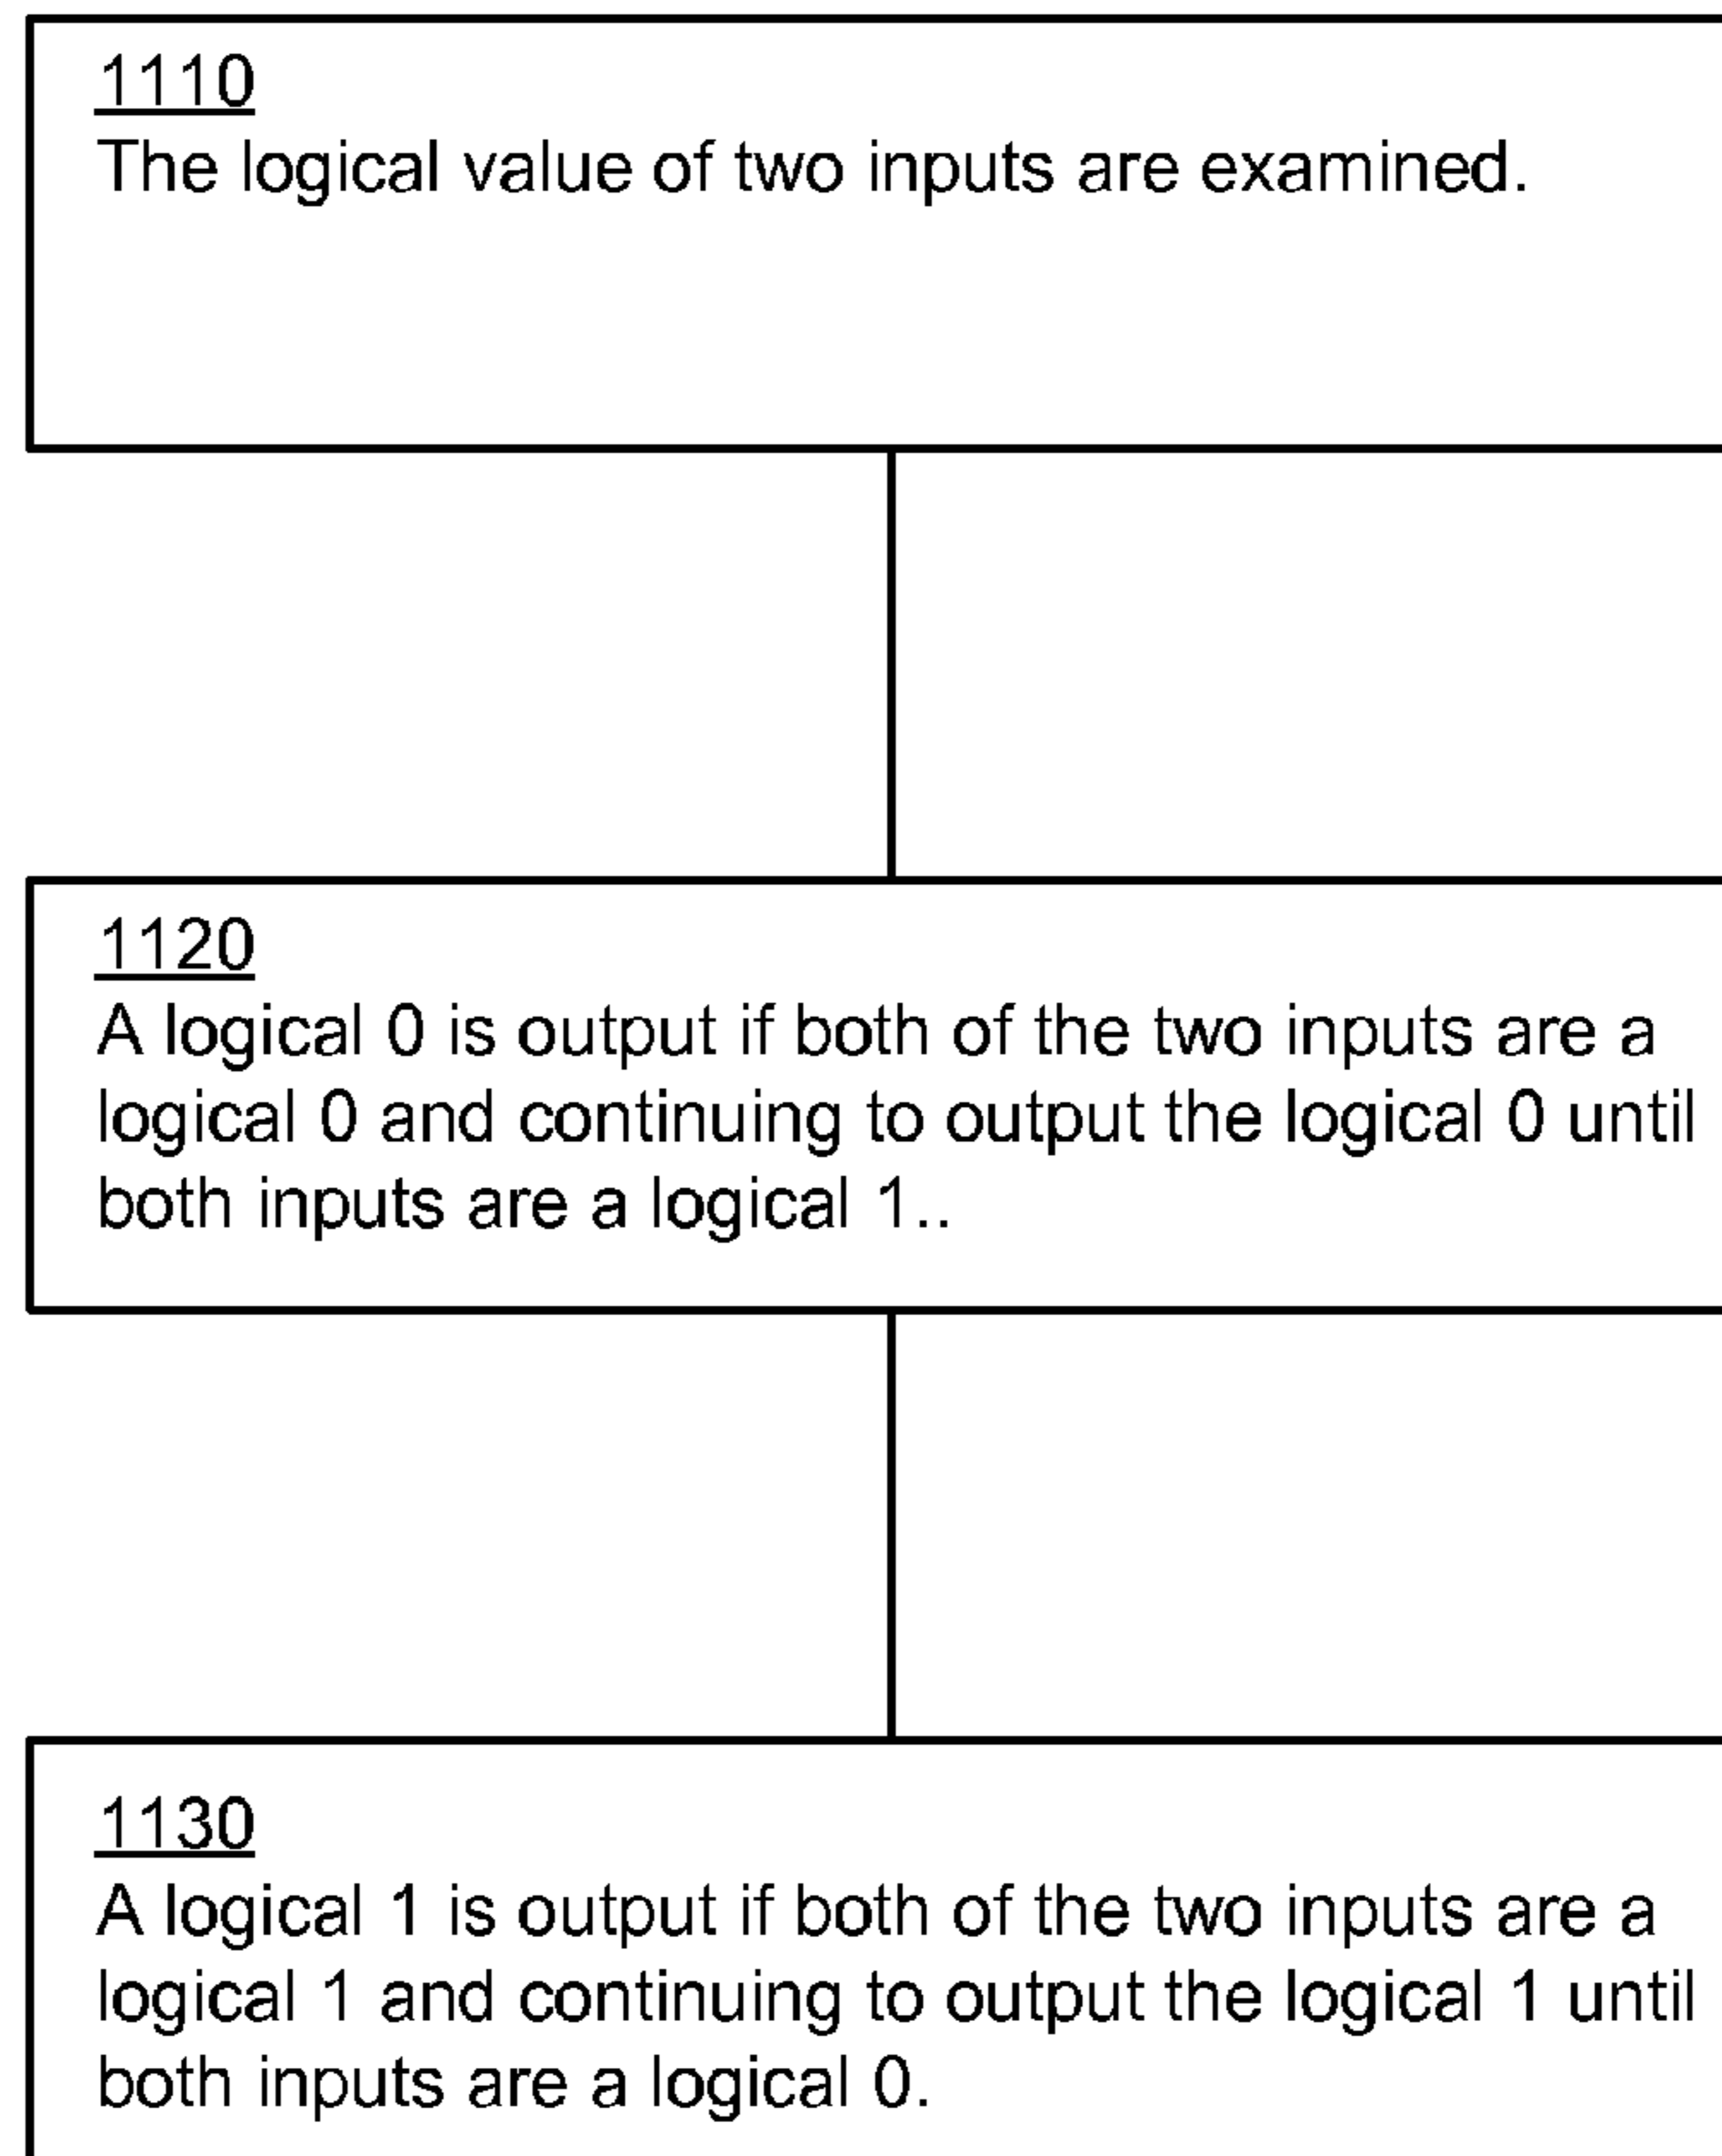 1110
The logical value of two inputs are examined.
1120
A logical 0 is output if both of the two inputs are a
logical 0 and continuing to output the logical 0 until
both inputs are a logical 1..
1130
A logical 1 is output if both of the two inputs are a
logical 1 and continuing to output the logical 1 until
both inputs are a logical 0.